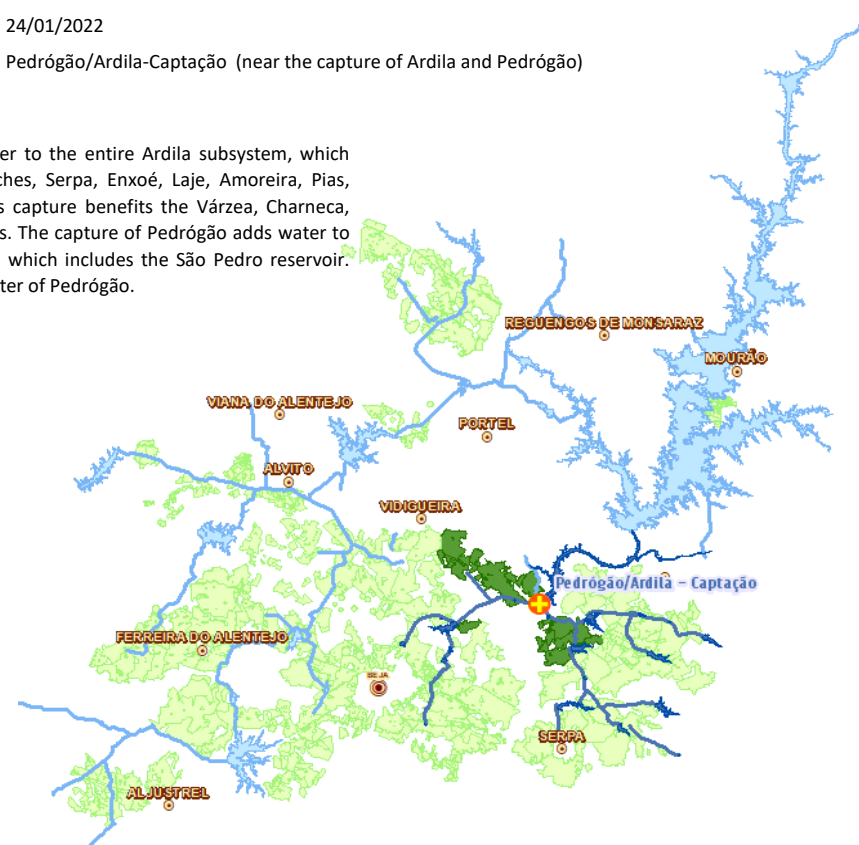 24/01/2022
Pedrógão/Ardila-Captação (near the capture of Ardila and Pedrógão)
er to the entire Ardila subsystem, which
ches, Serpa, Enxoé, Laje, Amoreira, Pias,
s capture benefits the Várzea, Charneca,
s. The capture of Pedrógão adds water to
which includes the São Pedro reservoir.
ter of Pedrógão.
REGUENGOS DE MONSARAZ
MOURÃO
VIANA DO ALENTEJO
PORTEL
ALVITO
VIDIGUEIRA
Pedrógão/Ardila – Captação
FERREIRA DO ALENTEJO
BEJA
SERPA
ALJUSTREL